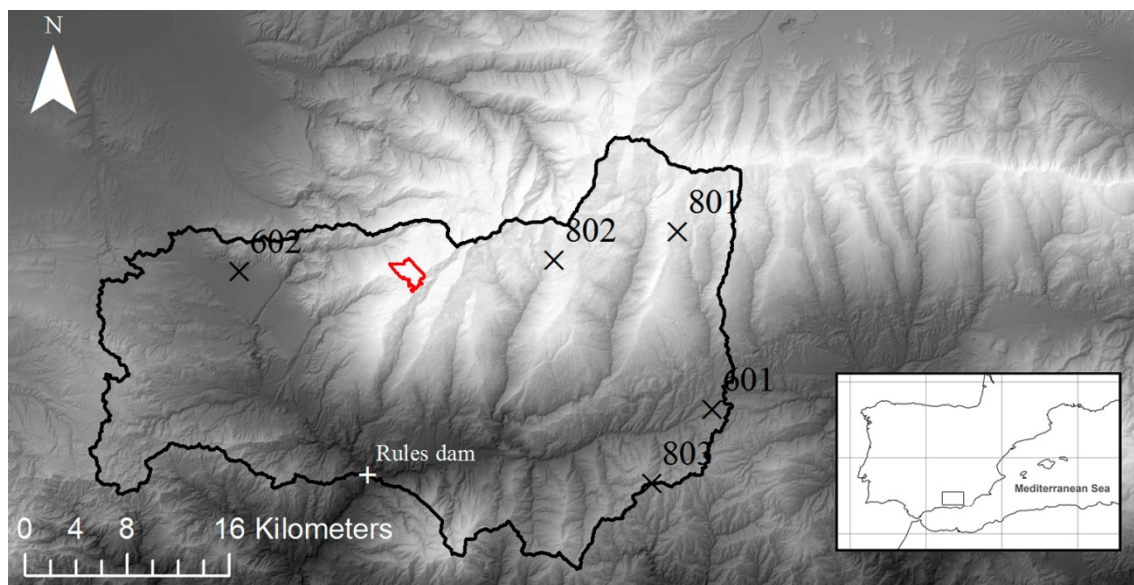 N
801
802
602
601
803
Rules dam
0 4 8 16 Kilometers
Mediterranean Sea